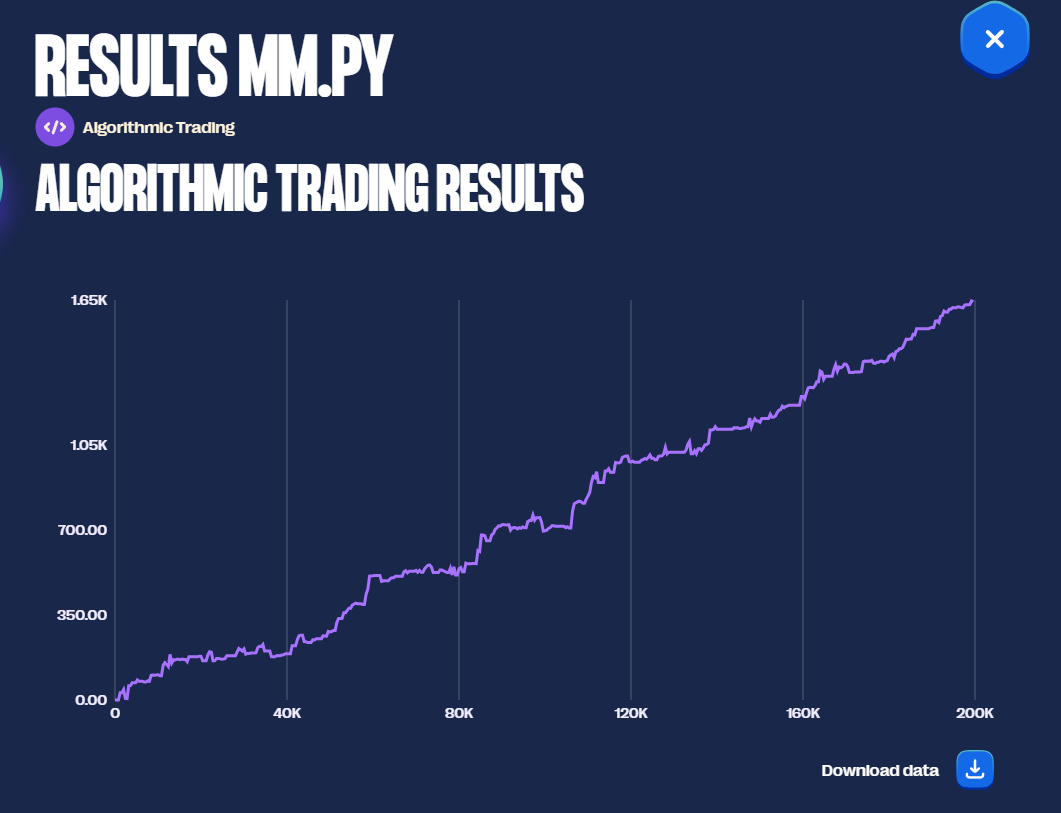 RESULTS MM.PY
</> Algorithmic Trading
ALGORITHMIC TRADING RESULTS
1.65K
1.05K
700.00
350.00
0.00
0 40K 80K 120K 160K 200K
Download data